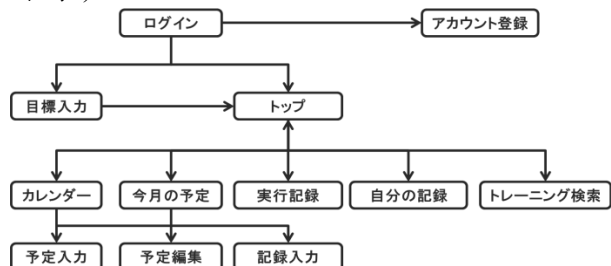 ログイン
アカウント登録
目標入力
トップ
カレンダー
今月の予定
実行記録
自分の記録
トレーニング検索
予定入力
予定編集
記録入力